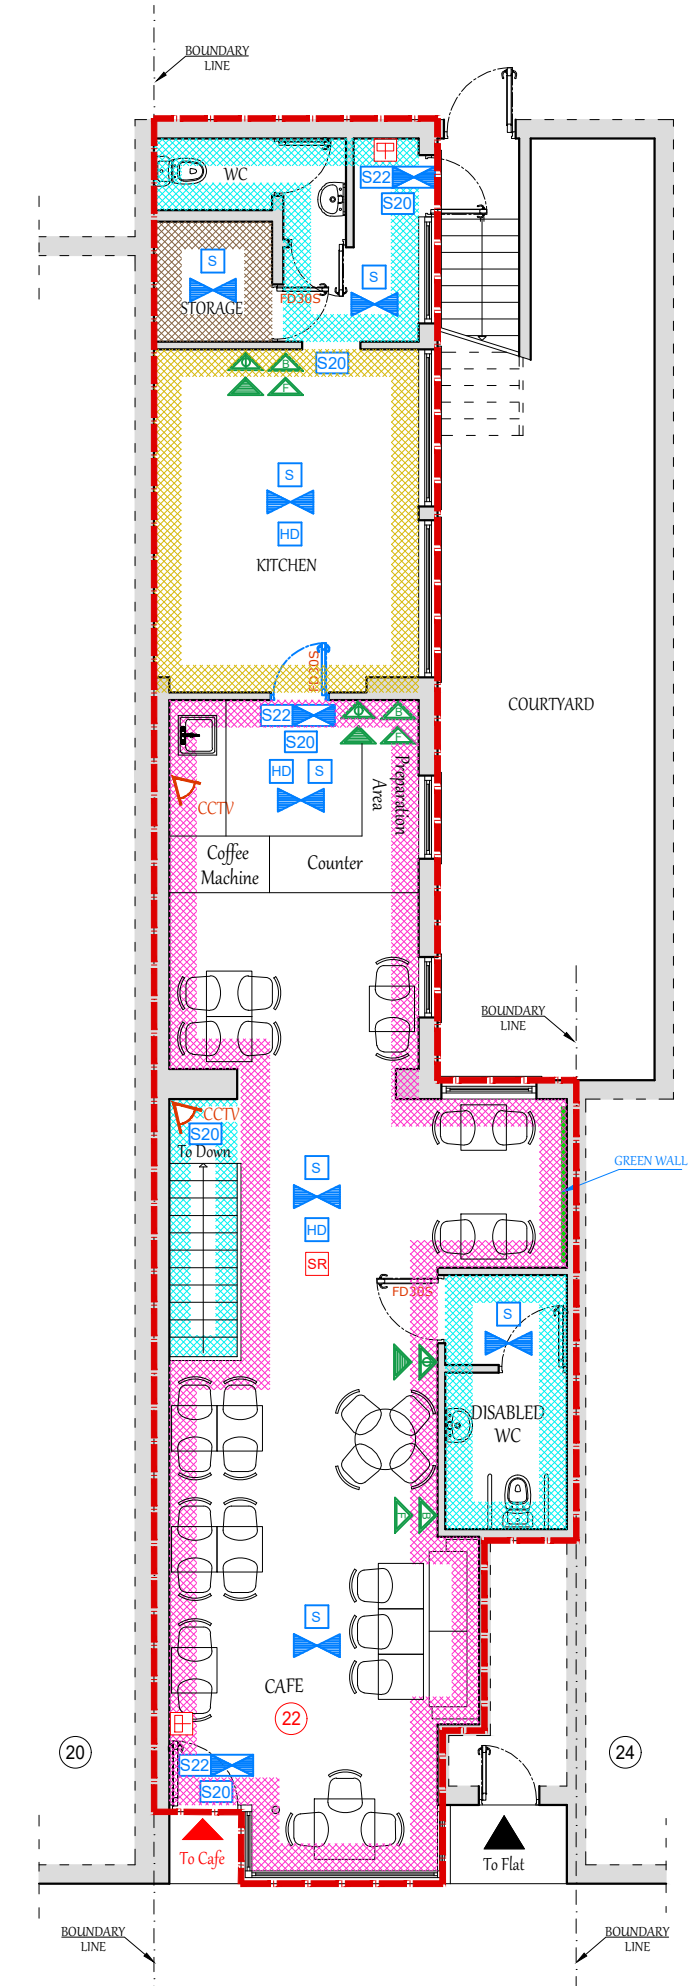 BOUNDARY
LINE
WC
S22
S20
S
S
FD30S
STORAGE
S20
B
F
S
HD
KITCHEN
FD30S
COURTYARD
S22
B
S20
F
HD
S
Preparation
Area
CCTV
Coffee
Machine
Counter
BOUNDARY
LINE
CCTV
S20
To Down
S
GREEN WALL
HD
SR
FD30S
S
DISABLED
WC
F
B
S
CAFE
22
20
24
S22
S20
To Cafe
To Flat
BOUNDARY
LINE
BOUNDARY
LINE